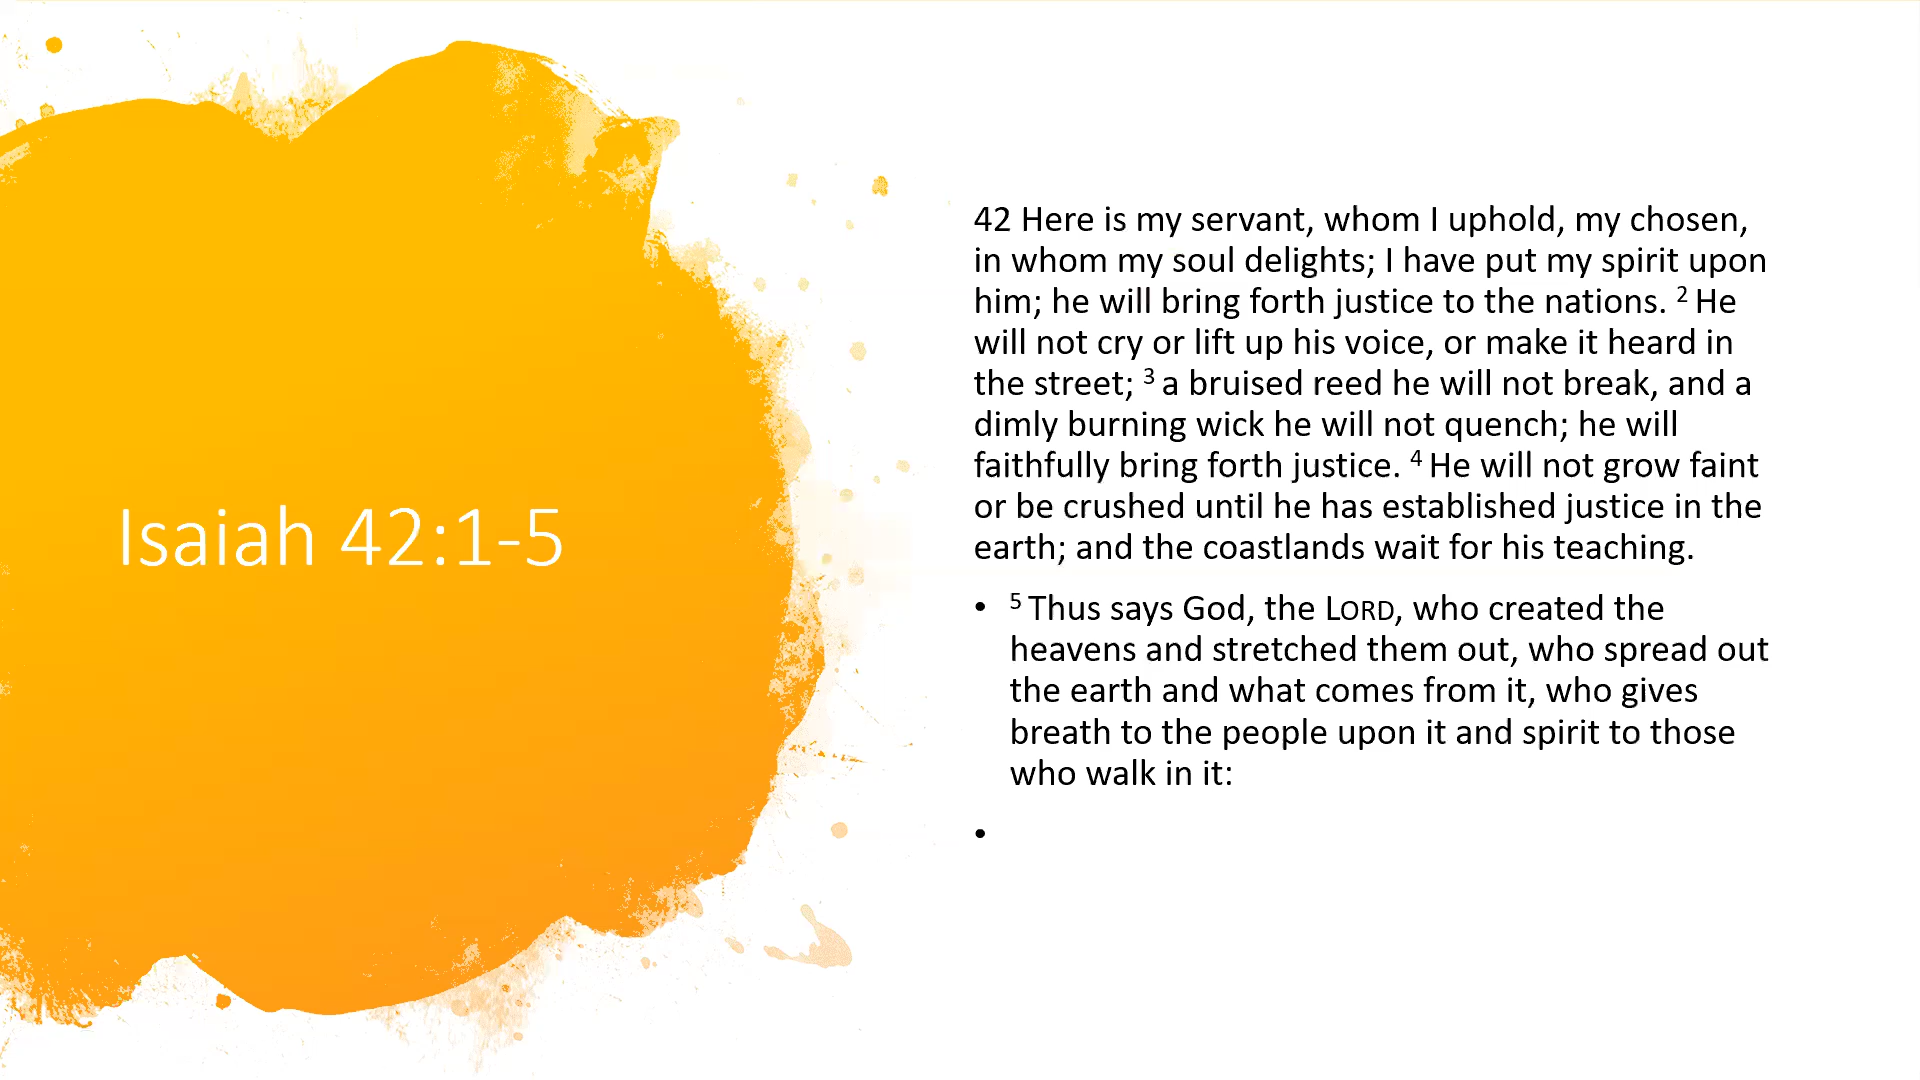 Isaiah 42:1-5
42 Here is my servant, whom I uphold, my chosen,
in whom my soul delights; I have put my spirit upon
him; he will bring forth justice to the nations. 2 He
will not cry or lift up his voice, or make it heard in
the street; 3 a bruised reed he will not break, and a
dimly burning wick he will not quench; he will
faithfully bring forth justice. 4 He will not grow faint
or be crushed until he has established justice in the
earth; and the coastlands wait for his teaching.
• 5 Thus says God, the LORD, who created the
heavens and stretched them out, who spread out
the earth and what comes from it, who gives
breath to the people upon it and spirit to those
who walk in it:
•